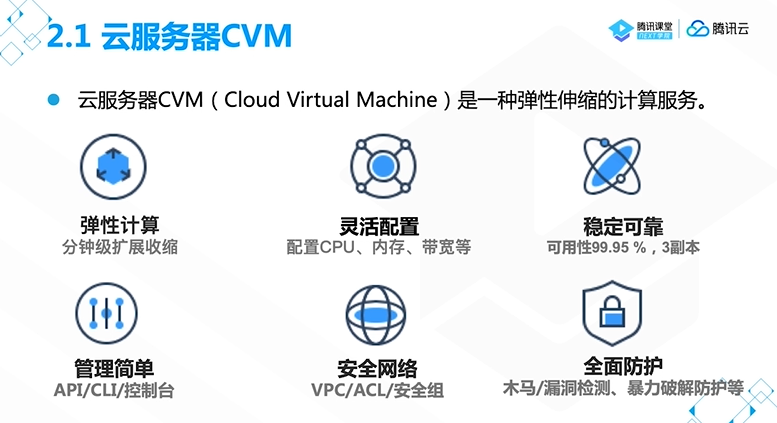 2.1 云服务器CVM
腾讯课堂
NEXT学院
腾讯云
云服务器CVM（Cloud Virtual Machine）是一种弹性伸缩的计算服务。
弹性计算
分钟级扩展收缩
灵活配置
配置CPU、内存、带宽等
稳定可靠
可用性99.95 %，3副本
管理简单
API/CLI/控制台
安全网络
VPC/ACL/安全组
全面防护
木马/漏洞检测、暴力破解防护等